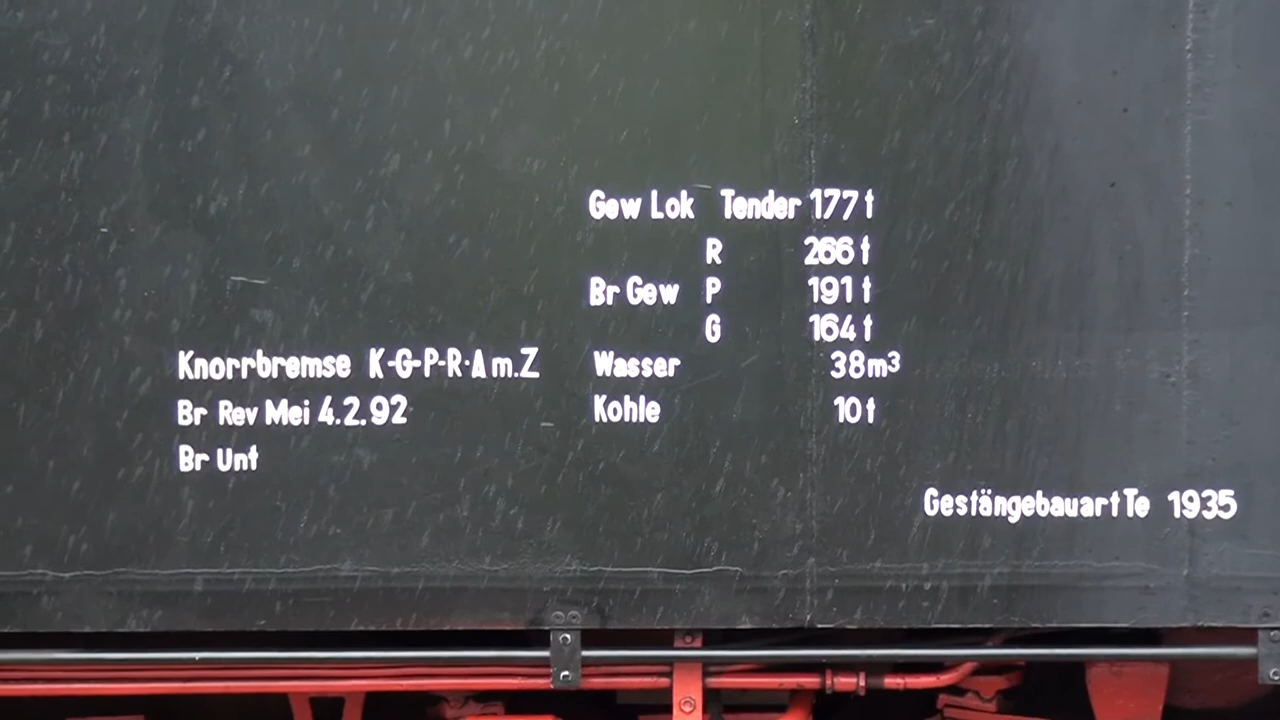 Gew Lok Tender 177 t
R 266 t
Br Gew P 191 t
G 164 t
Knorrbremse K-G-P-R-A m.Z Wasser 38m³
Br Rev Mei 4.2.92 Kohle 10 t
Br Unt
Gestängebauart Te 1935